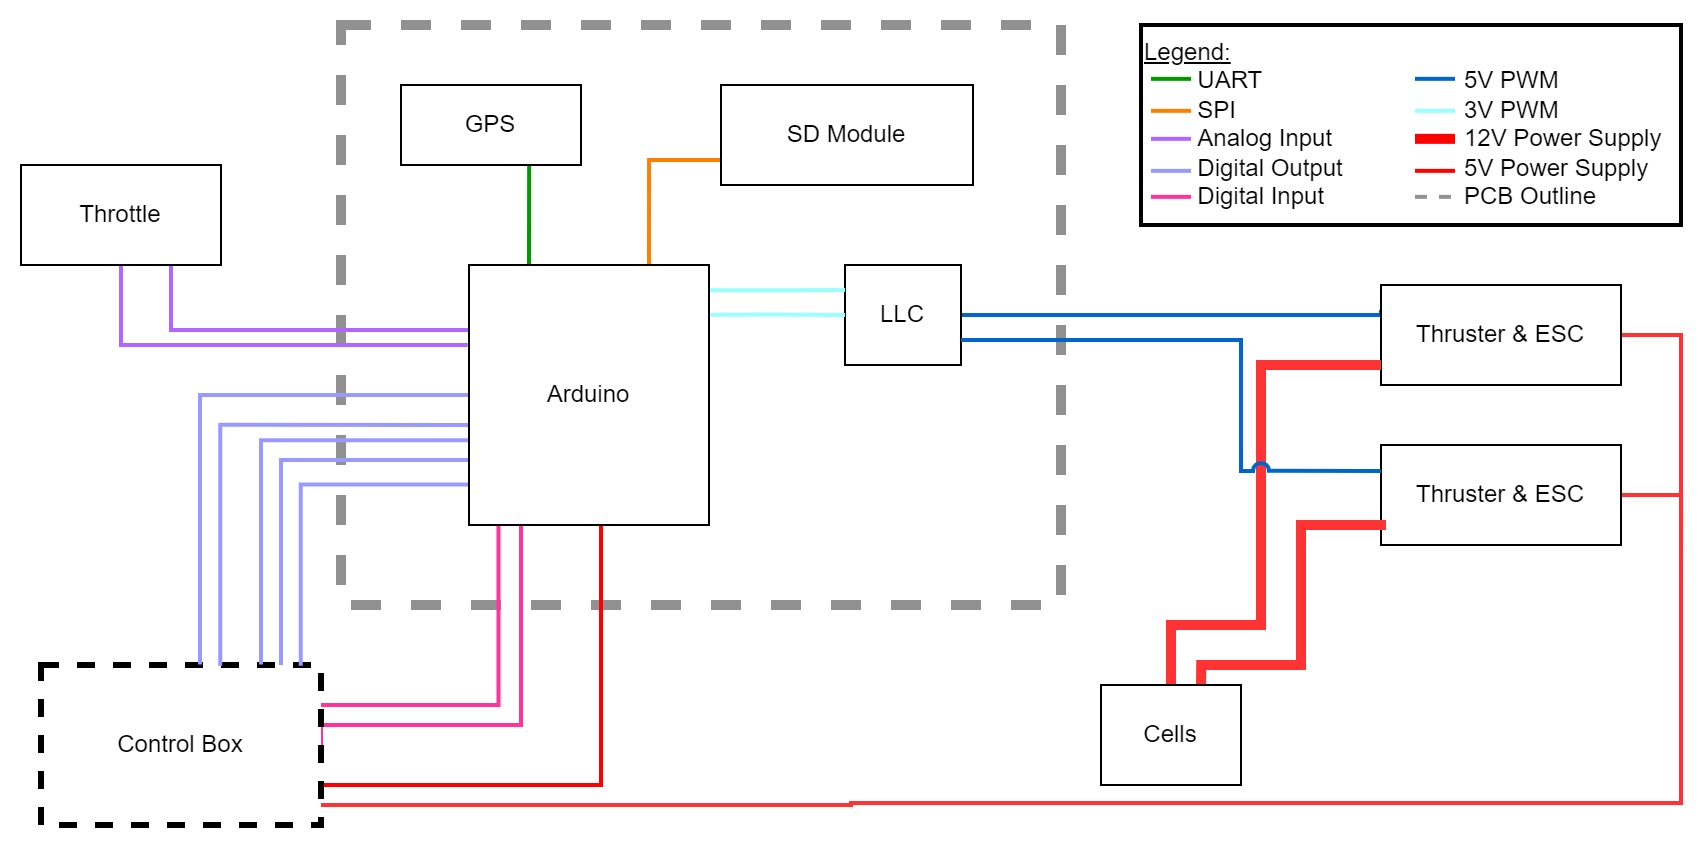 Legend:
UART
5V PWM
SPI
3V PWM
Analog Input
12V Power Supply
Digital Output
5V Power Supply
Digital Input
PCB Outline
GPS
SD Module
Throttle
LLC
Thruster & ESC
Arduino
Thruster & ESC
Control Box
Cells